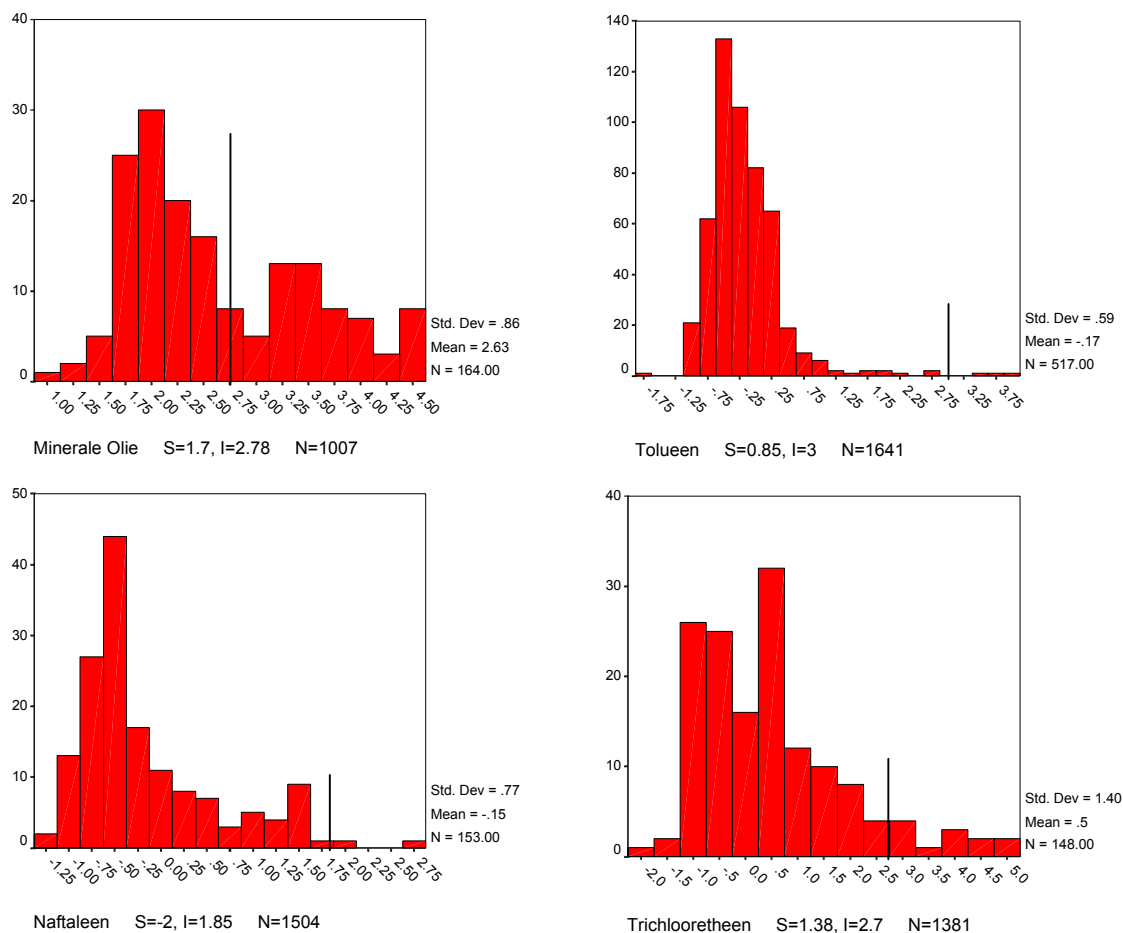 40
30
20
10
0
1.00 1.25 1.50 1.75 2.00 2.25 2.50 2.75 3.00 3.25 3.50 3.75 4.00 4.25 4.50
Std. Dev = .86
Mean = 2.63
N = 164.00
Minerale Olie S=1.7, I=2.78 N=1007
140
120
100
80
60
40
20
0
-1.75 -1.25 -.75 -.25 .25 .75 1.25 1.75 2.25 2.75 3.25 3.75
Std. Dev = .59
Mean = -.17
N = 517.00
Tolueen S=0.85, I=3 N=1641
50
40
30
20
10
0
-1.25 -1.00 -.75 -.50 -.25 0.00 .25 .50 .75 1.00 1.25 1.50 1.75 2.00 2.25 2.50 2.75
Std. Dev = .77
Mean = -.15
N = 153.00
Naftaleen S=-2, I=1.85 N=1504
40
30
20
10
0
-2.0 -1.5 -1.0 -.5 0.0 .5 1.0 1.5 2.0 2.5 3.0 3.5 4.0 4.5 5.0
Std. Dev = 1.40
Mean = .5
N = 148.00
Trichlooretheen S=1.38, I=2.7 N=1381